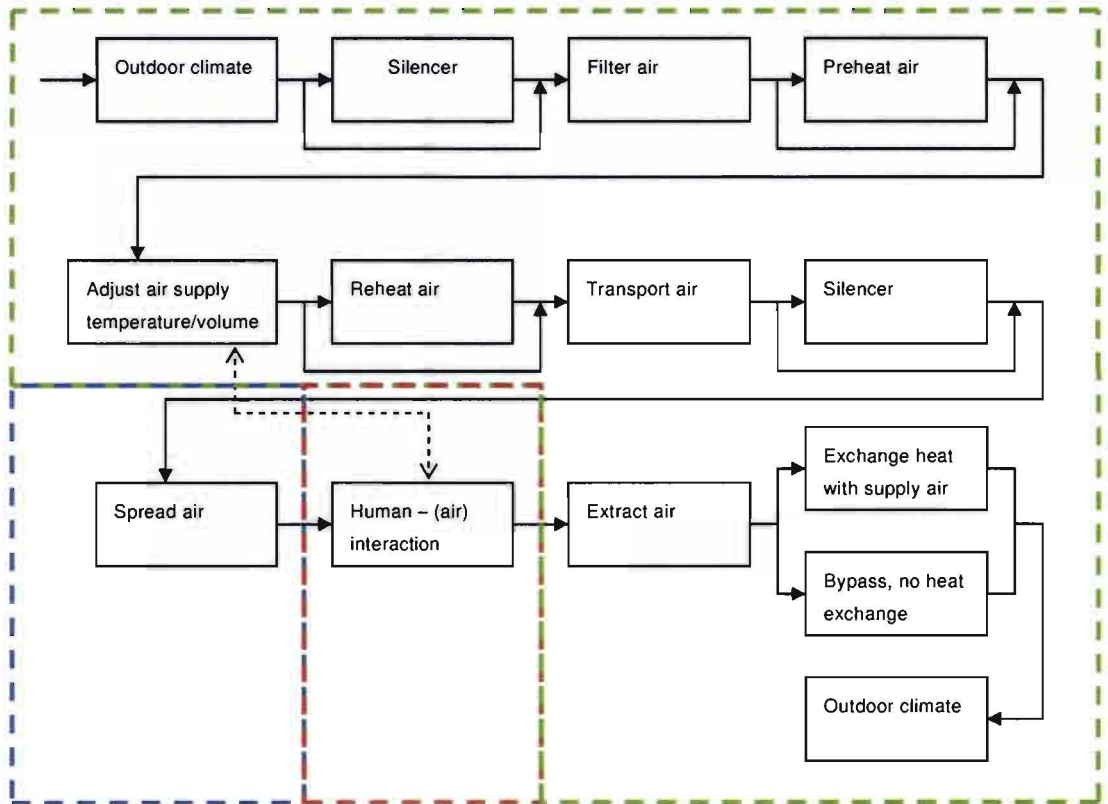 Outdoor climate
Silencer
Filter air
Preheat air
Adjust air supply
temperature/volume
Reheat air
Transport air
Silencer
Spread air
Human – (air)
interaction
Extract air
Exchange heat
with supply air
Bypass, no heat
exchange
Outdoor climate